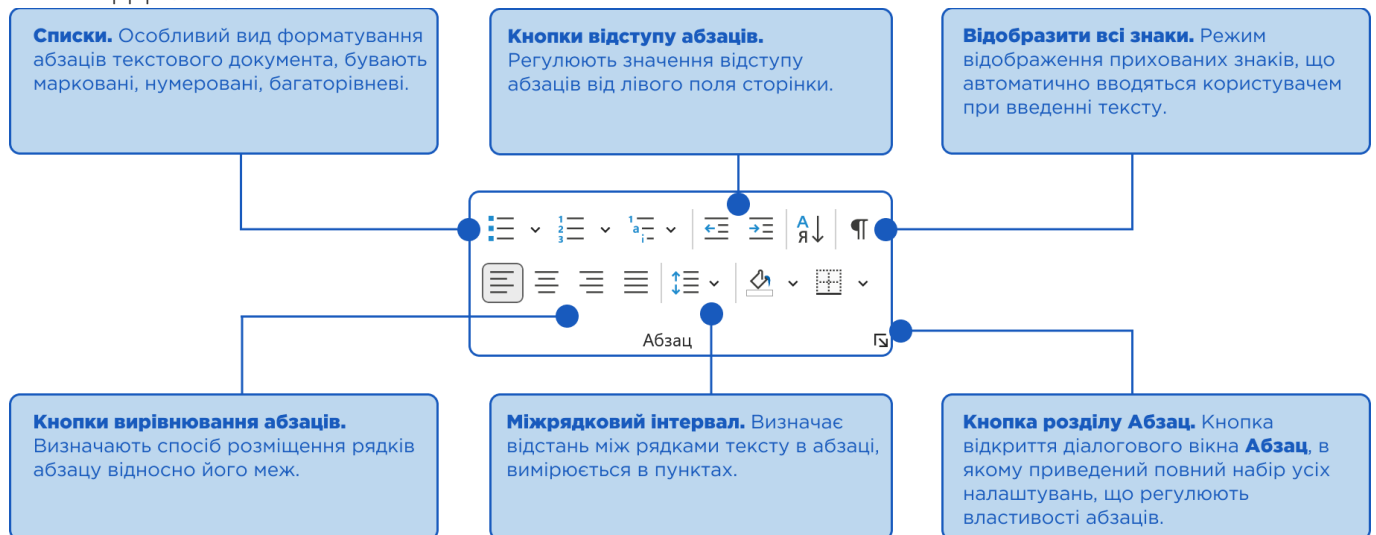 Списки. Особливий вид форматування
абзаців текстового документа, бувають
марковані, нумеровані, багаторівневі.
Кнопки відступу абзаців.
Регулюють значення відступу
абзаців від лівого поля сторінки.
Відобразити всі знаки. Режим
відображення прихованих знаків, що
автоматично вводяться користувачем
при введенні тексту.
Абзац
Кнопки вирівнювання абзаців.
Визначають спосіб розміщення рядків
абзацу відносно його меж.
Міжрядковий інтервал. Визначає
відстань між рядками тексту в абзаці,
вимірюється в пунктах.
Кнопка розділу Абзац. Кнопка
відкриття діалогового вікна Абзац, в
якому приведений повний набір усіх
налаштувань, що регулюють
властивості абзаців.